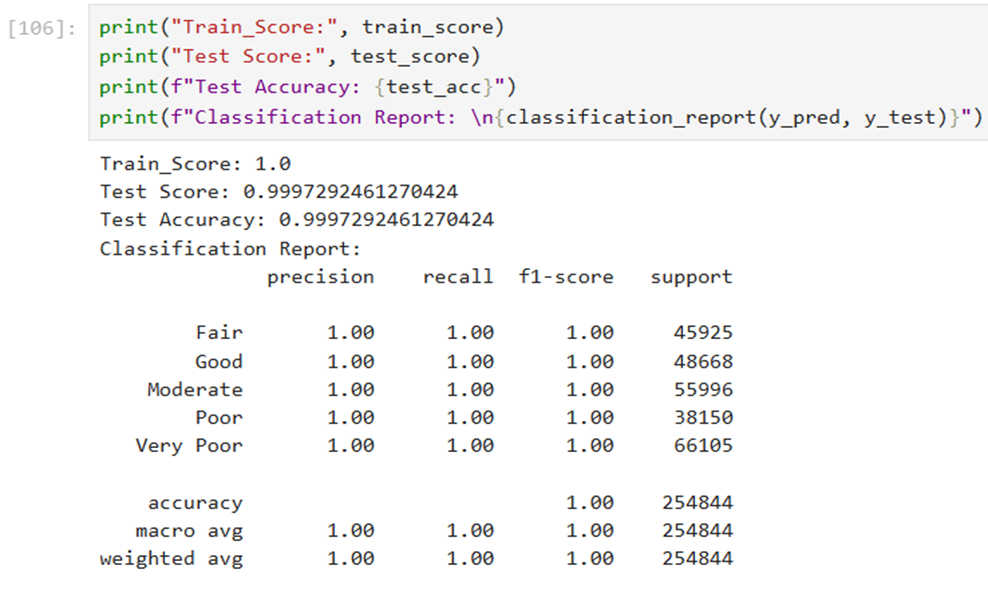 [106]:
print("Train_Score:", train_score)
print("Test Score:", test_score)
print(f"Test Accuracy: {test_acc}")
print(f"Classification Report: \n{classification_report(y_pred, y_test)}")
Train_Score: 1.0
Test Score: 0.9997292461270424
Test Accuracy: 0.9997292461270424
Classification Report:
precision recall f1-score support
Fair 1.00 1.00 1.00 45925
Good 1.00 1.00 1.00 48668
Moderate 1.00 1.00 1.00 55996
Poor 1.00 1.00 1.00 38150
Very Poor 1.00 1.00 1.00 66105
accuracy 1.00 254844
macro avg 1.00 1.00 1.00 254844
weighted avg 1.00 1.00 1.00 254844